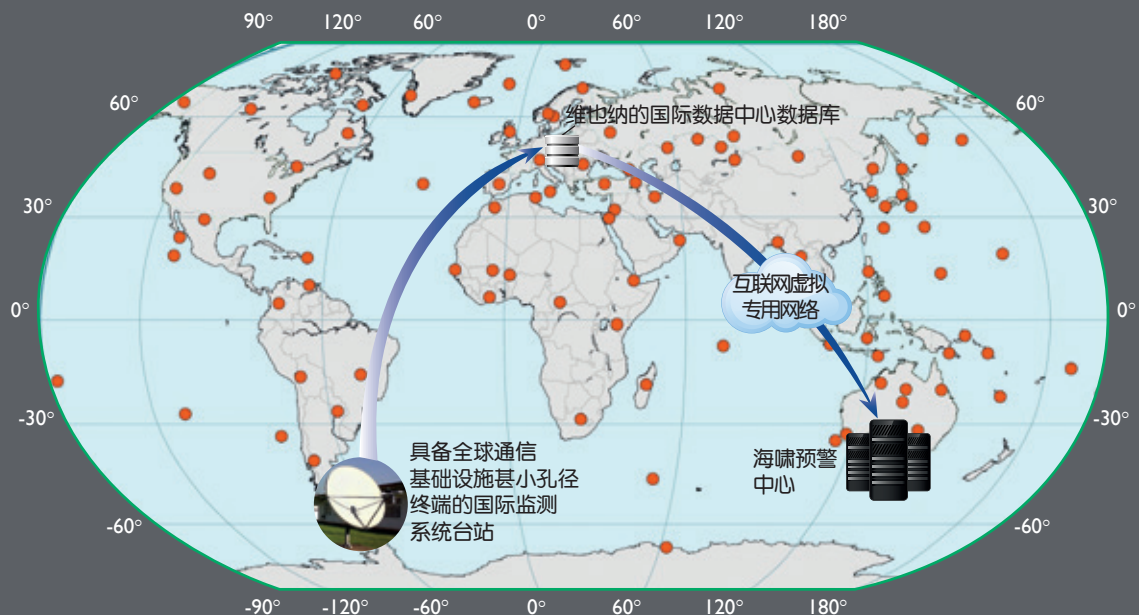 90° 120° 60° 0° 60° 120° 180°
60° 60°
维也纳的国际数据中心数据库
30° 30°
互联网虚拟
专用网络
0° 0°
-30° -30°
具备全球通信
基础设施甚小孔径
终端的国际监测
系统台站
海啸预警
中心
-60° -60°
-90° -120° -60° 0° 60° 120° 180°